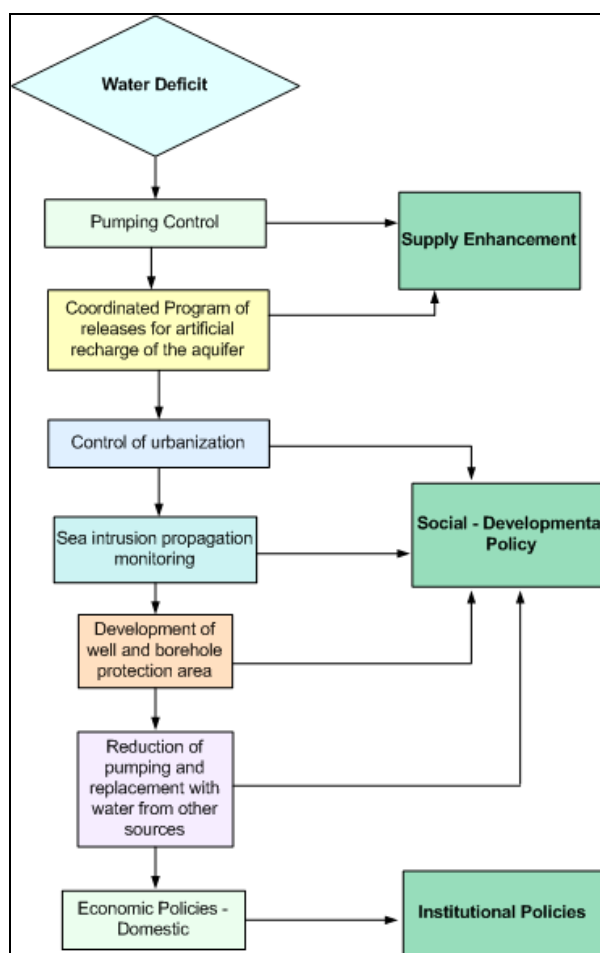 Water Deficit
Pumping Control
Supply Enhancement
Coordinated Program of
releases for artificial
recharge of the aquifer
Control of urbanization
Social - Developmenta
Policy
Sea intrusion propagation
monitoring
Development of
well and borehole
protection area
Reduction of
pumping and
replacement with
water from other
sources
Economic Policies -
Domestic
Institutional Policies